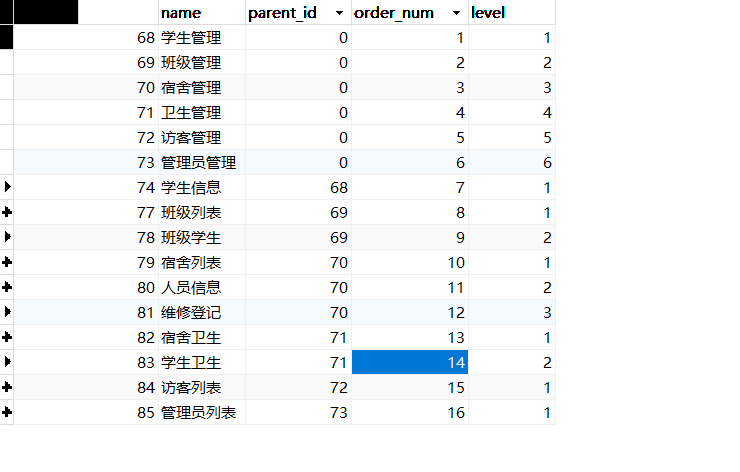 name parent_id order_num level
68 学生管理 0 1 1
69 班级管理 0 2 2
70 宿舍管理 0 3 3
71 卫生管理 0 4 4
72 访客管理 0 5 5
73 管理员管理 0 6 6
74 学生信息 68 7 1
77 班级列表 69 8 1
78 班级学生 69 9 2
79 宿舍列表 70 10 1
80 人员信息 70 11 2
81 维修登记 70 12 3
82 宿舍卫生 71 13 1
83 学生卫生 71 14 2
84 访客列表 72 15 1
85 管理员列表 73 16 1